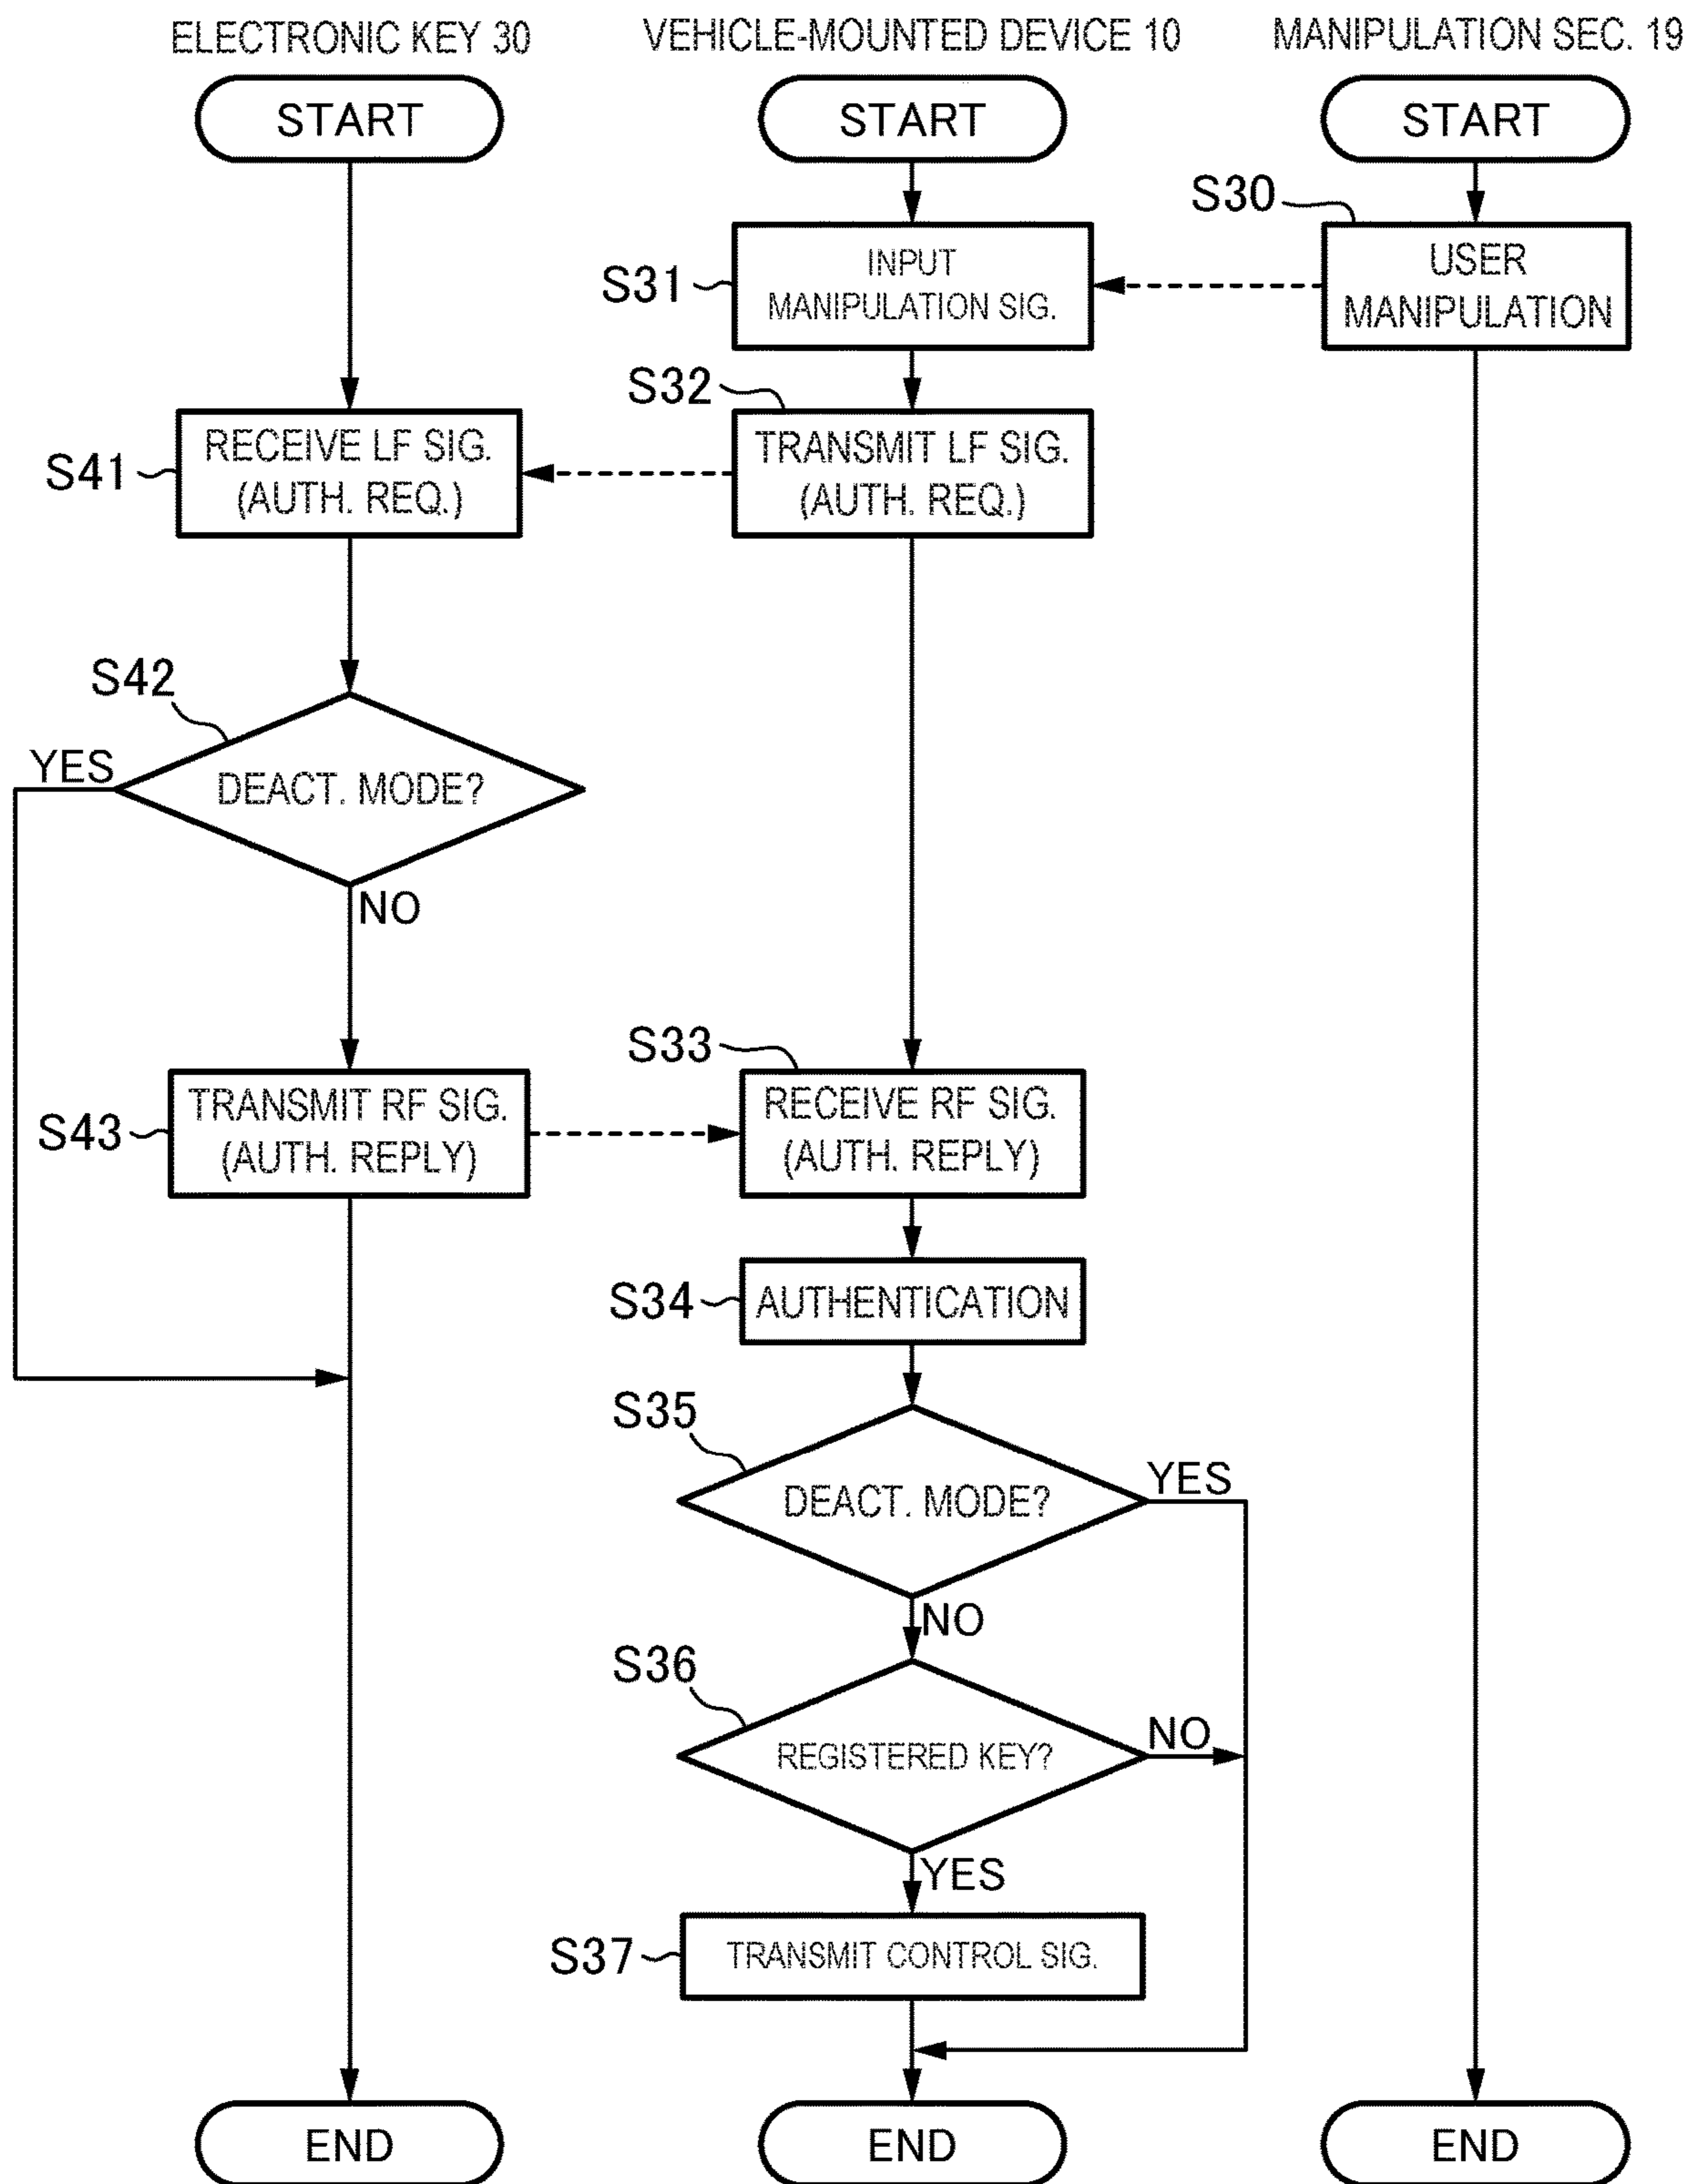 ELECTRONIC KEY 30
VEHICLE-MOUNTED DEVICE 10
MANIPULATION SEC. 19
START
START
START
S30
USER
MANIPULATION
S31
INPUT
MANIPULATION SIG.
S32
TRANSMIT LF SIG.
(AUTH. REQ.)
S41
RECEIVE LF SIG.
(AUTH. REQ.)
S42
YES
DEACT. MODE?
NO
S43
TRANSMIT RF SIG.
(AUTH. REPLY)
S33
RECEIVE RF SIG.
(AUTH. REPLY)
S34
AUTHENTICATION
S35
DEACT. MODE?
YES
NO
S36
REGISTERED KEY?
NO
YES
S37
TRANSMIT CONTROL SIG.
END
END
END